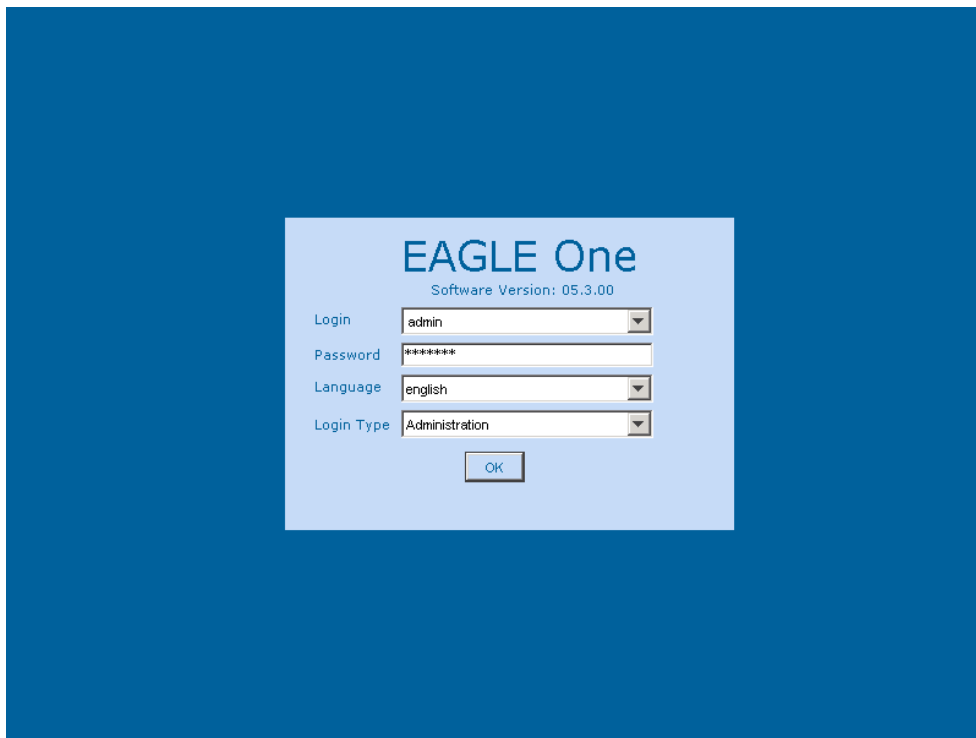 EAGLE One
Software Version: 05.3.00
Login admin
Password *******
Language english
Login Type Administration
OK